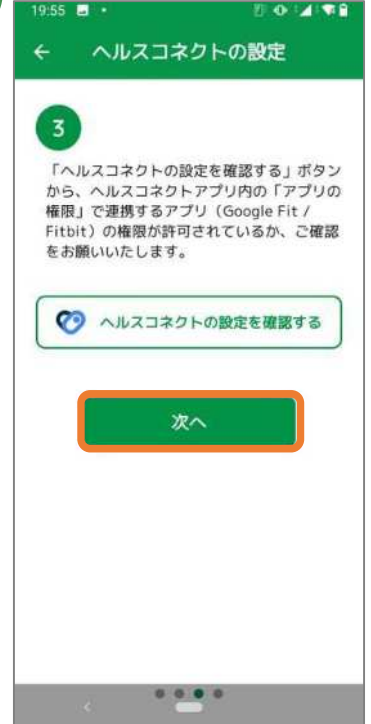 19:55
ヘルスコネクトの設定
3
「ヘルスコネクトの設定を確認する」ボタン
から、ヘルスコネクトアプリ内の「アプリの
権限」で連携するアプリ（Google Fit /
Fitbit）の権限が許可されているか、ご確認
をお願いいたします。
ヘルスコネクトの設定を確認する
次へ